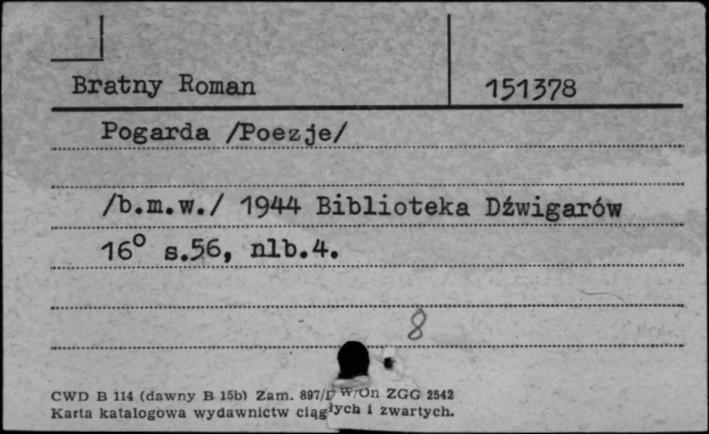 Bratny Roman 151378
Pogarda /Poezje/
/b.m.w./ 1944 Biblioteka Dźwigarów
16° s.56, nlb.4.
8
CWD B 114 (dawny B 15b) Zam. 897/ W/On ZGG 2542
Karta katalogowa wydawnictw ciągłych i zwartych.